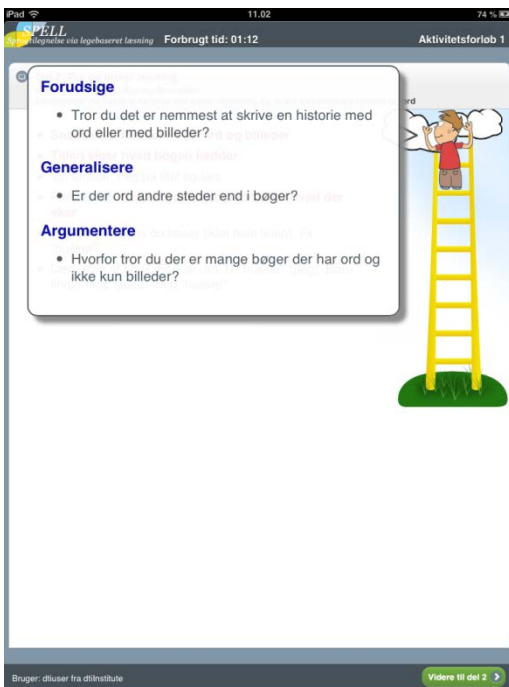 iPad 11.02 74 %
SPELL
Sprogtilegnelse via legebaseret læsning Forbrugt tid: 01:12 Aktivitetsforløb 1
Forudsige
• Tror du det er nemmest at skrive en historie med
ord eller med billeder?
Generalisere
• Er der ord andre steder end i bøger?
Argumentere
• Hvorfor tror du der er mange bøger der har ord og
ikke kun billeder?
Bruger: dtiuser fra dtiInstitute Videre til del 2